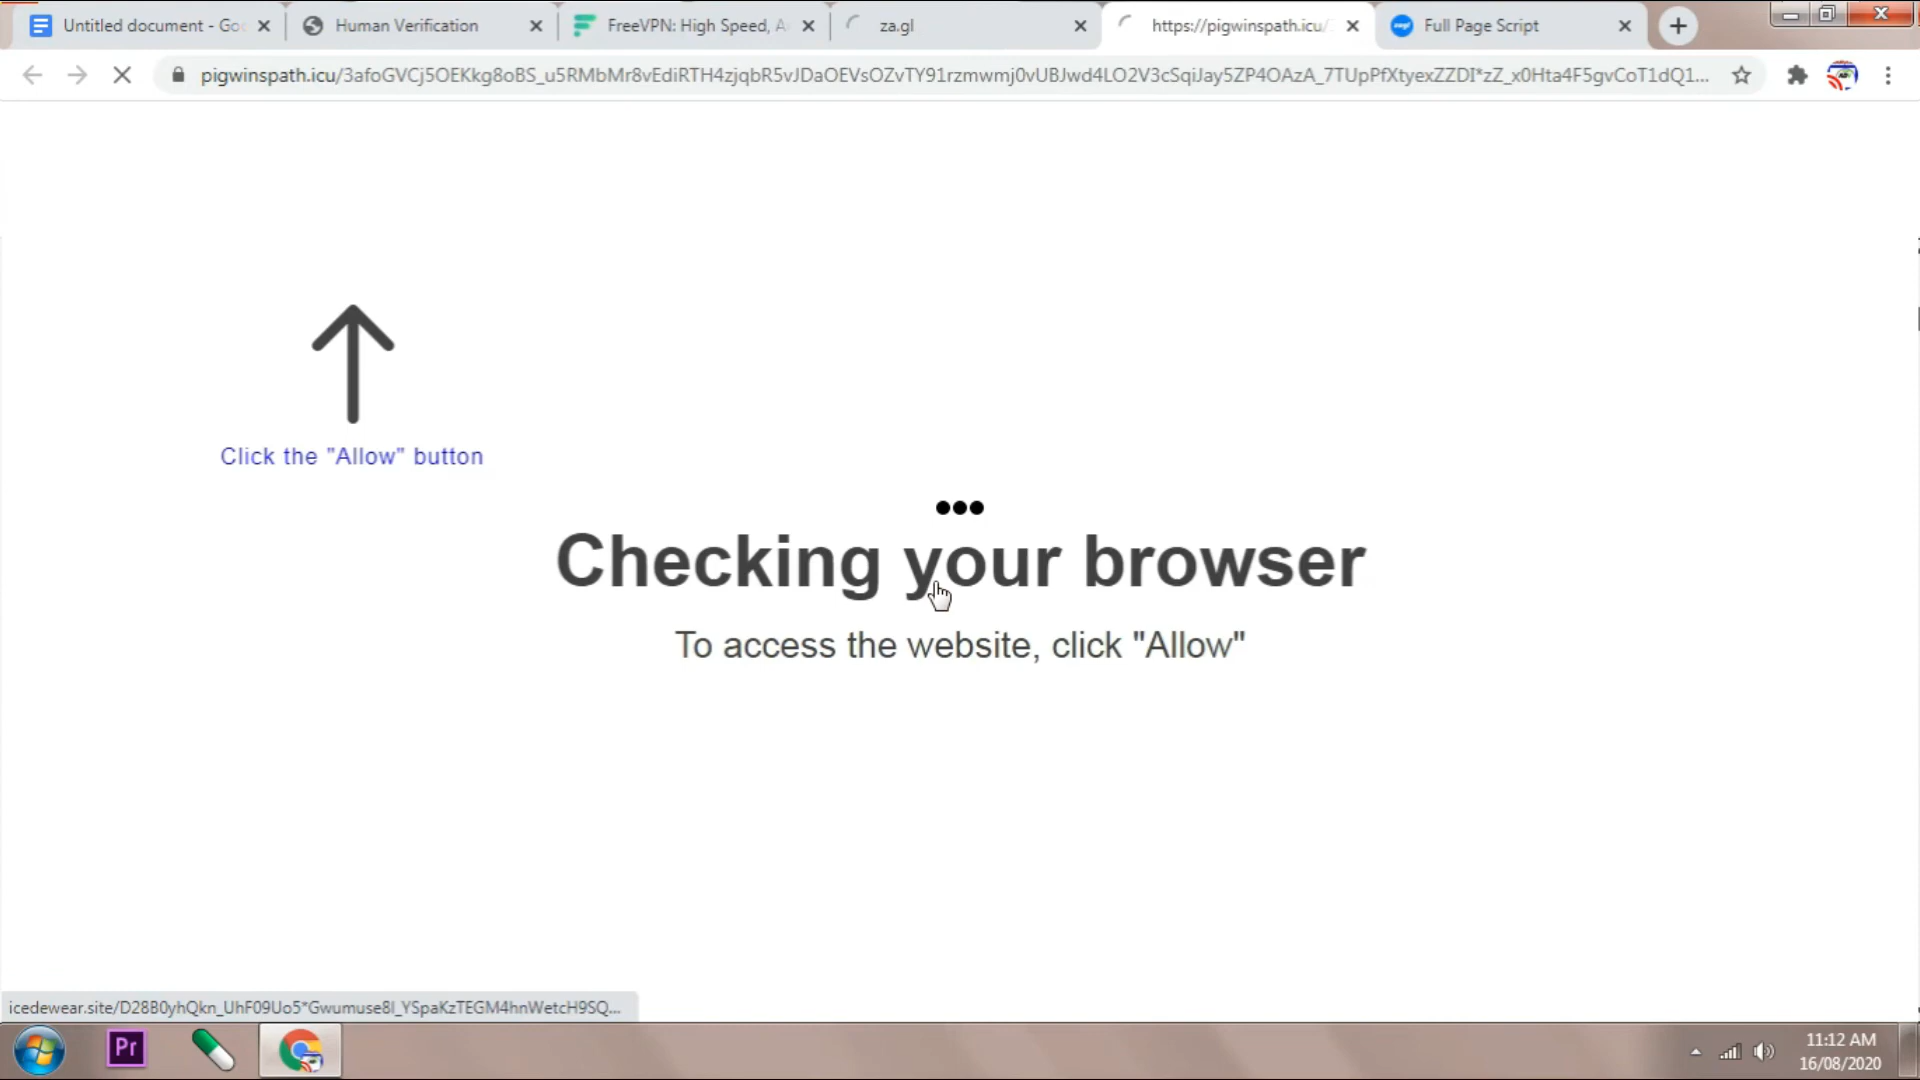 Untitled document - Goo
Human Verification
FreeVPN: High Speed, A
za.gl
https://pigwinspath.icu/
Full Page Script
pigwinspath.icu/3afoGVCj5OEKkg8oBS_u5RMbMr8vEdiRTH4zjqbR5vJDaOEVsOZvTY91rzmwmj0vUBJwd4LO2V3cSqiJay5ZP4OAzA_7TUpPfXtyexZZDI*zZ_x0Hta4F5gvCoT1dQ1...
Click the "Allow" button
Checking your browser
To access the website, click "Allow"
icedewear.site/D28B0yhQkn_UhF09Uo5*Gwumuse8I_YSpaKzTEGM4hnWetcH9SQ...
Pr
11:12 AM
16/08/2020